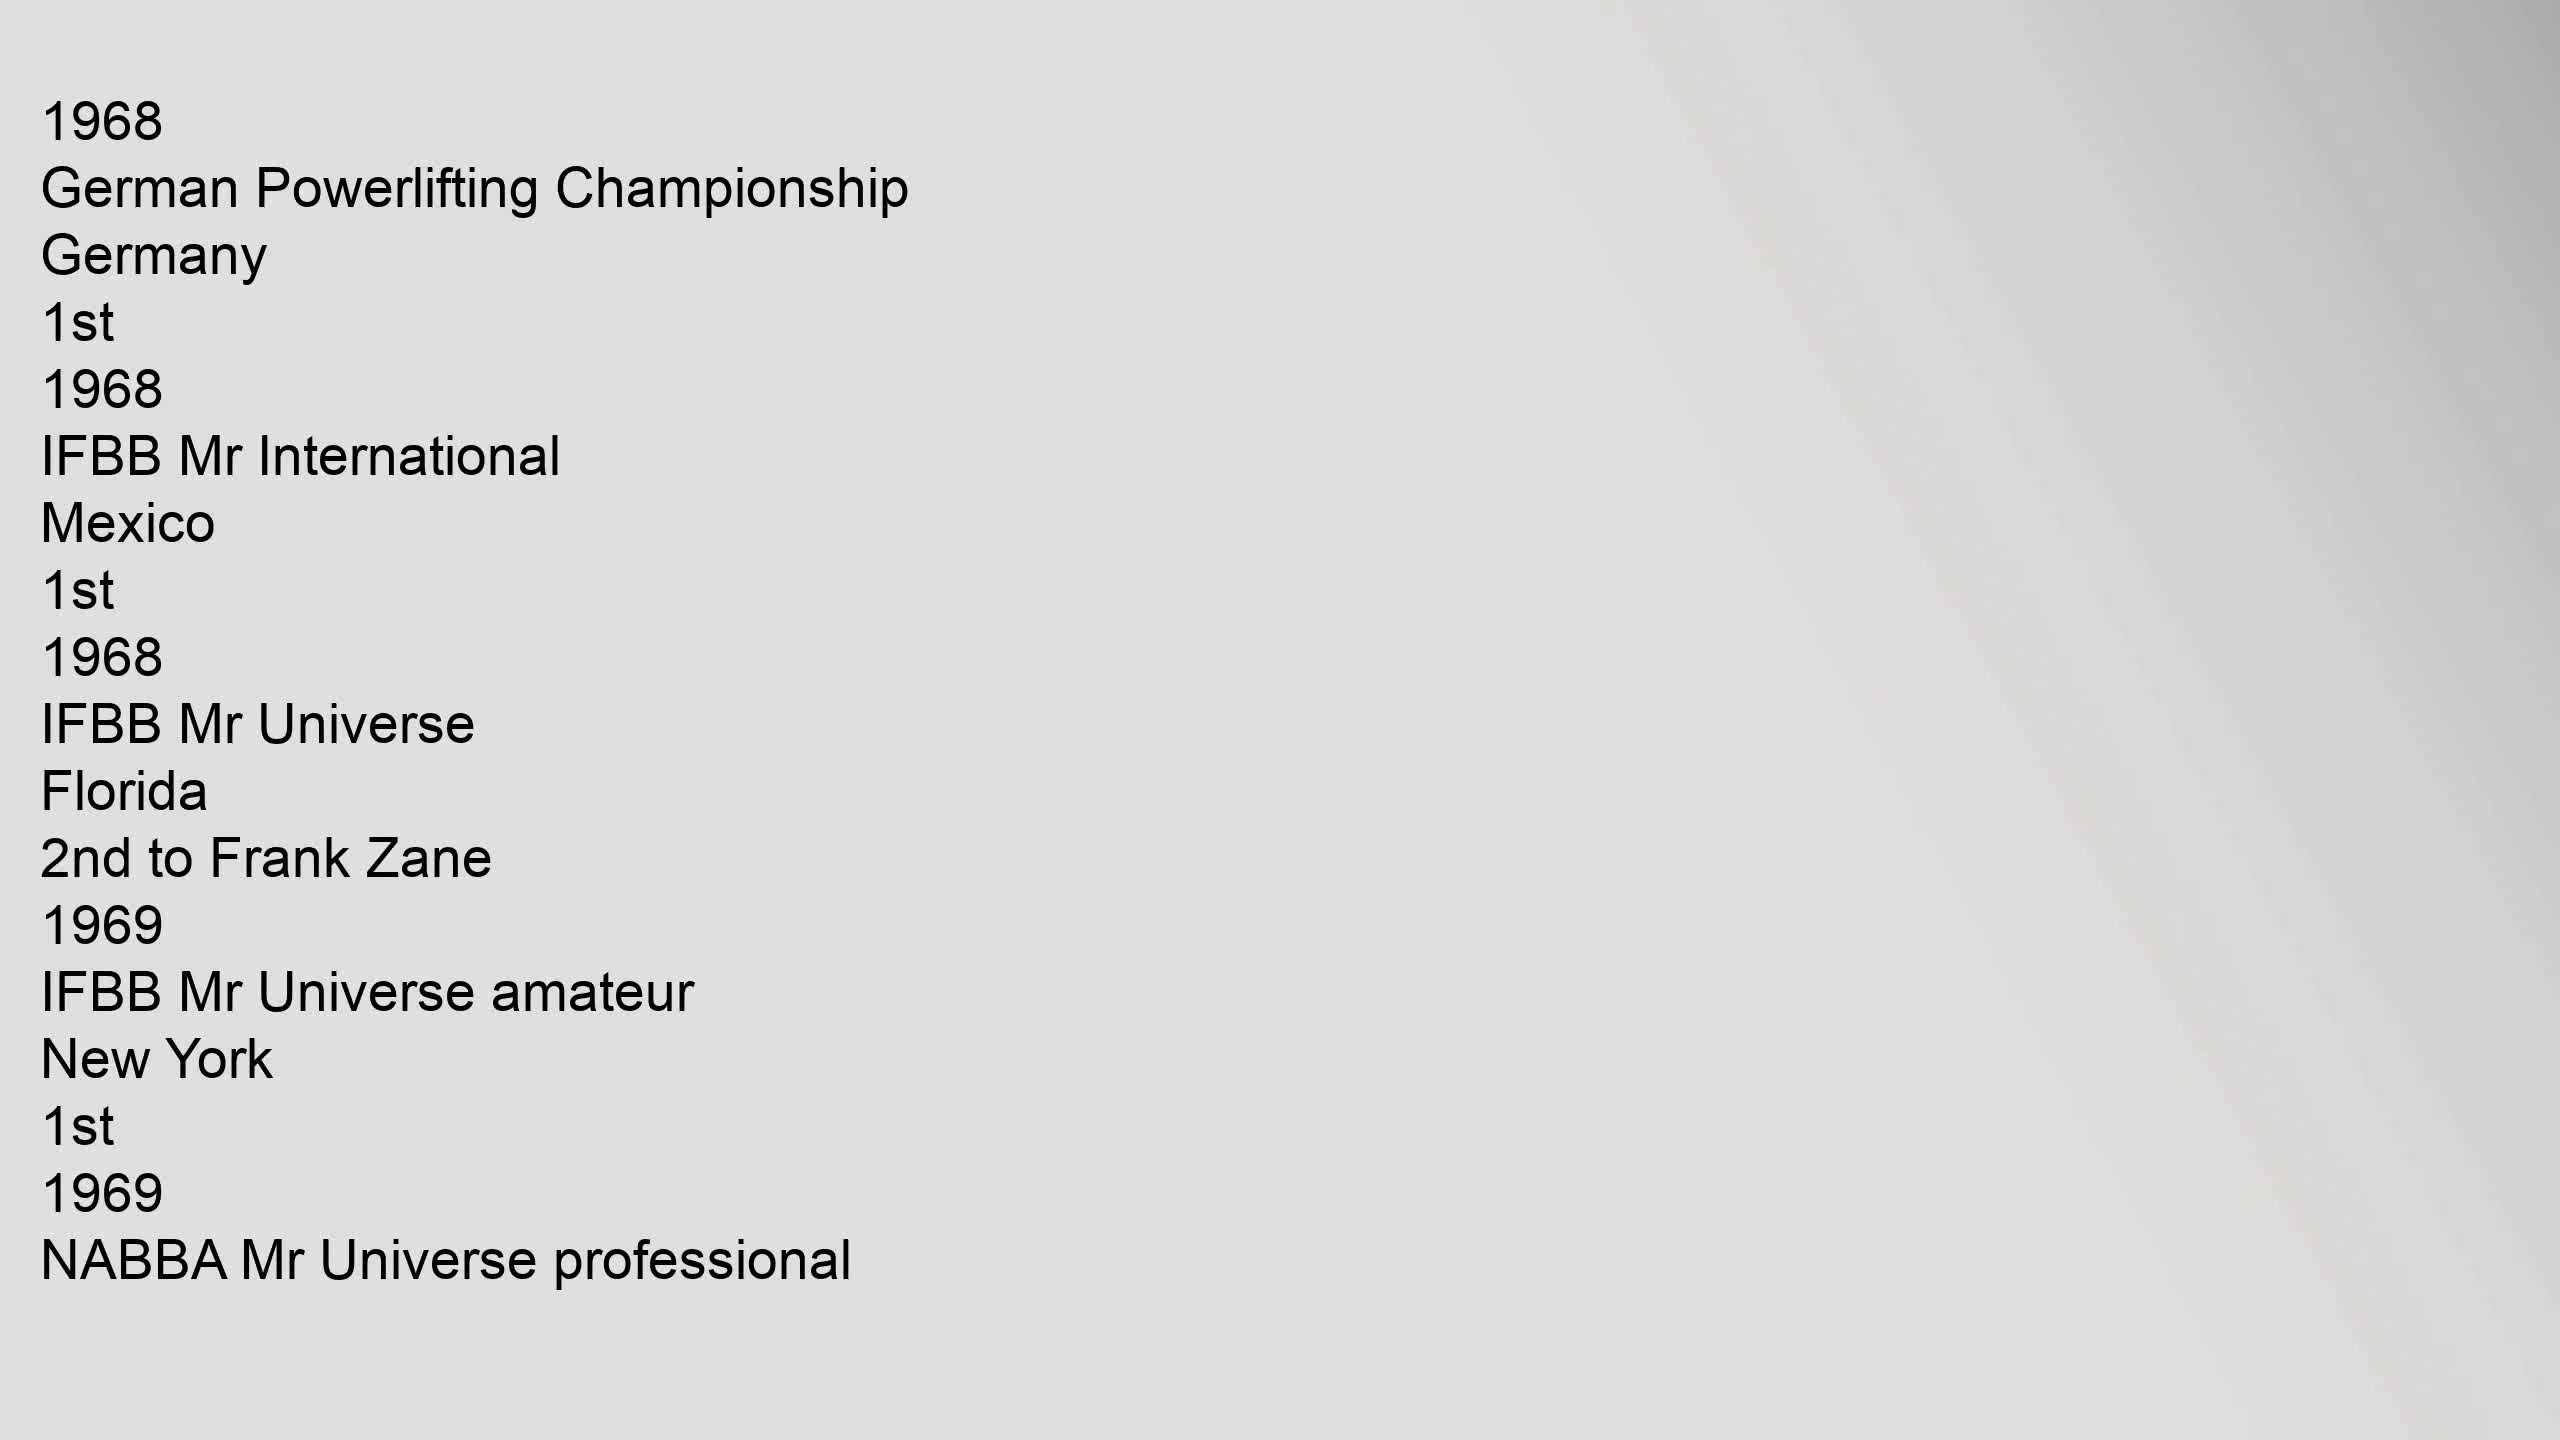 1968
German Powerlifting Championship
Germany
1st
1968
IFBB Mr International
Mexico
1st
1968
IFBB Mr Universe
Florida
2nd to Frank Zane
1969
IFBB Mr Universe amateur
New York
1st
1969
NABBA Mr Universe professional